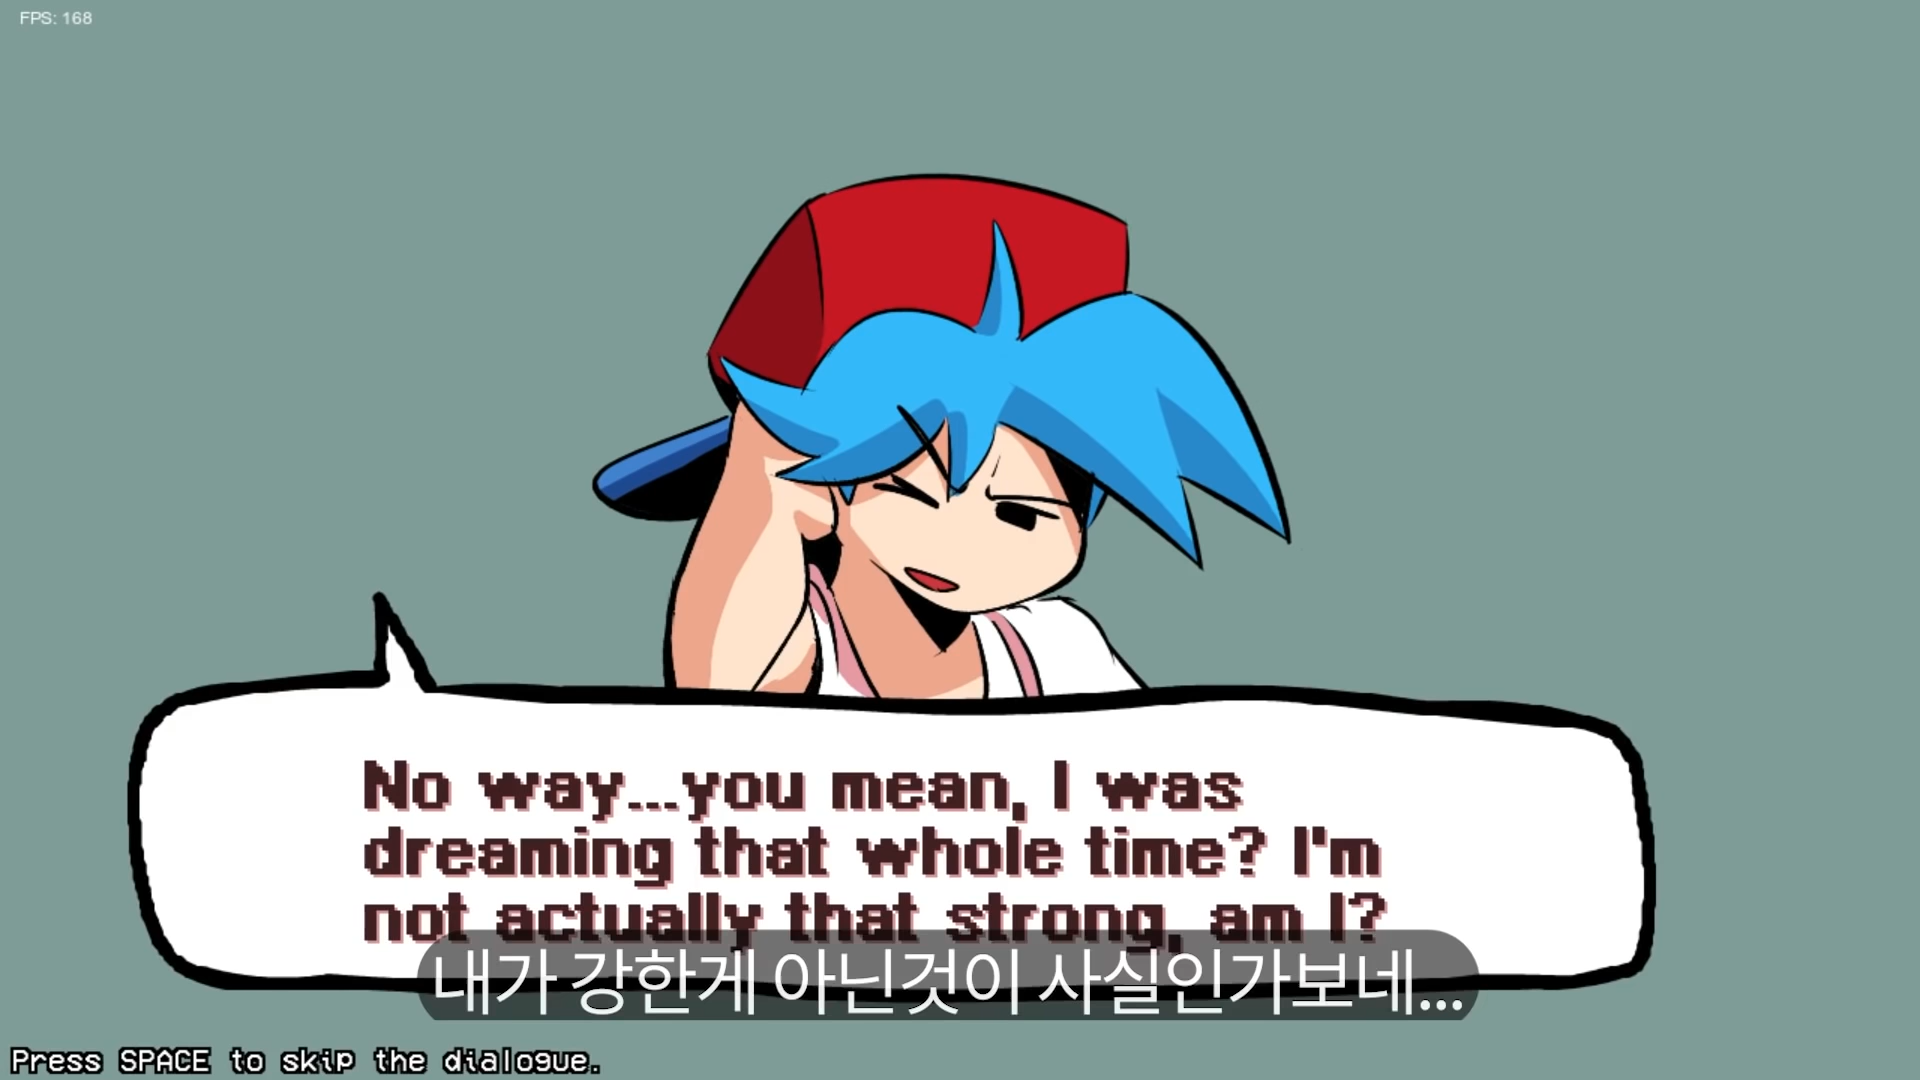 FPS: 168
No way...you mean, I was
dreaming that whole time? I'm
not actually that strong, am I?
내가 강한게 아닌것이 사실인가보네...
Press SPACE to skip the dialogue.